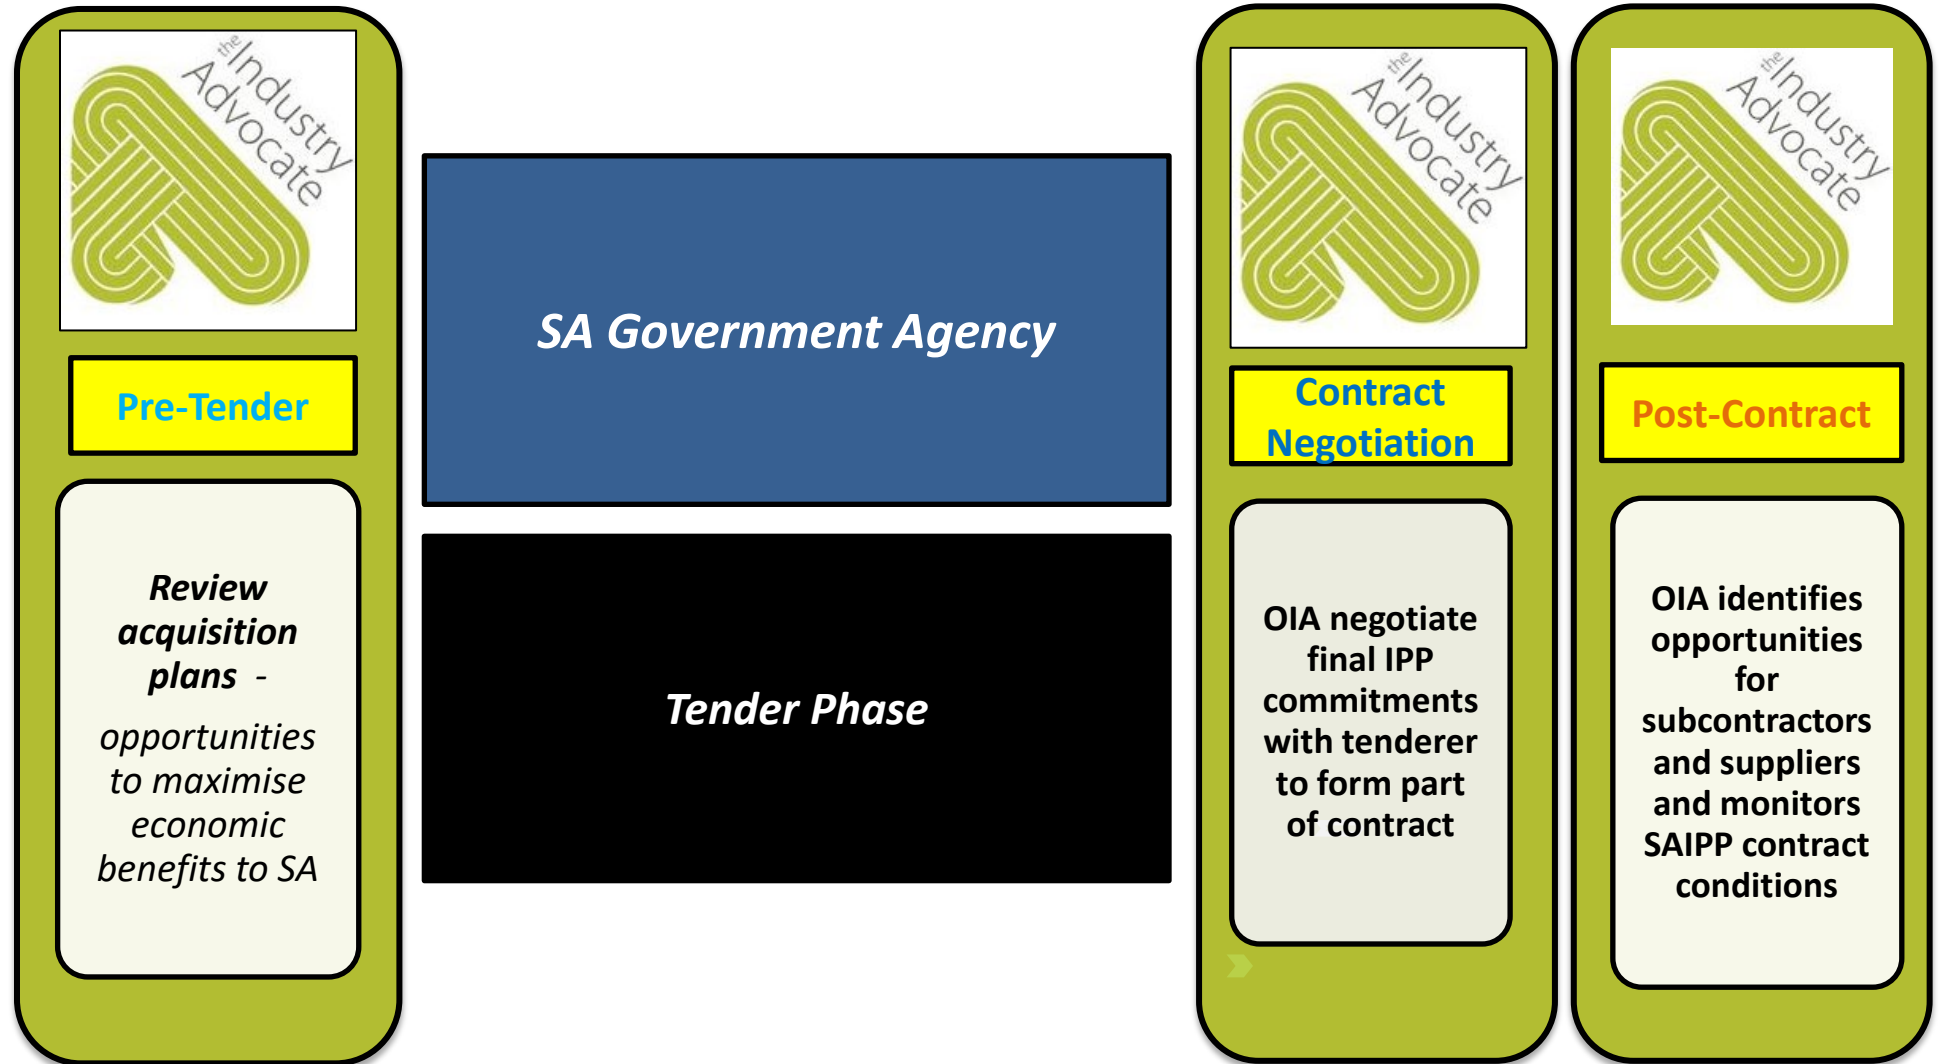 the Industry
Advocate
Pre-Tender
Review
acquisition
plans -
opportunities
to maximise
economic
benefits to SA
SA Government Agency
Tender Phase
the Industry
Advocate
Contract
Negotiation
OIA negotiate
final IPP
commitments
with tenderer
to form part
of contract
the Industry
Advocate
Post-Contract
OIA identifies
opportunities
for
subcontractors
and suppliers
and monitors
SAIPP contract
conditions